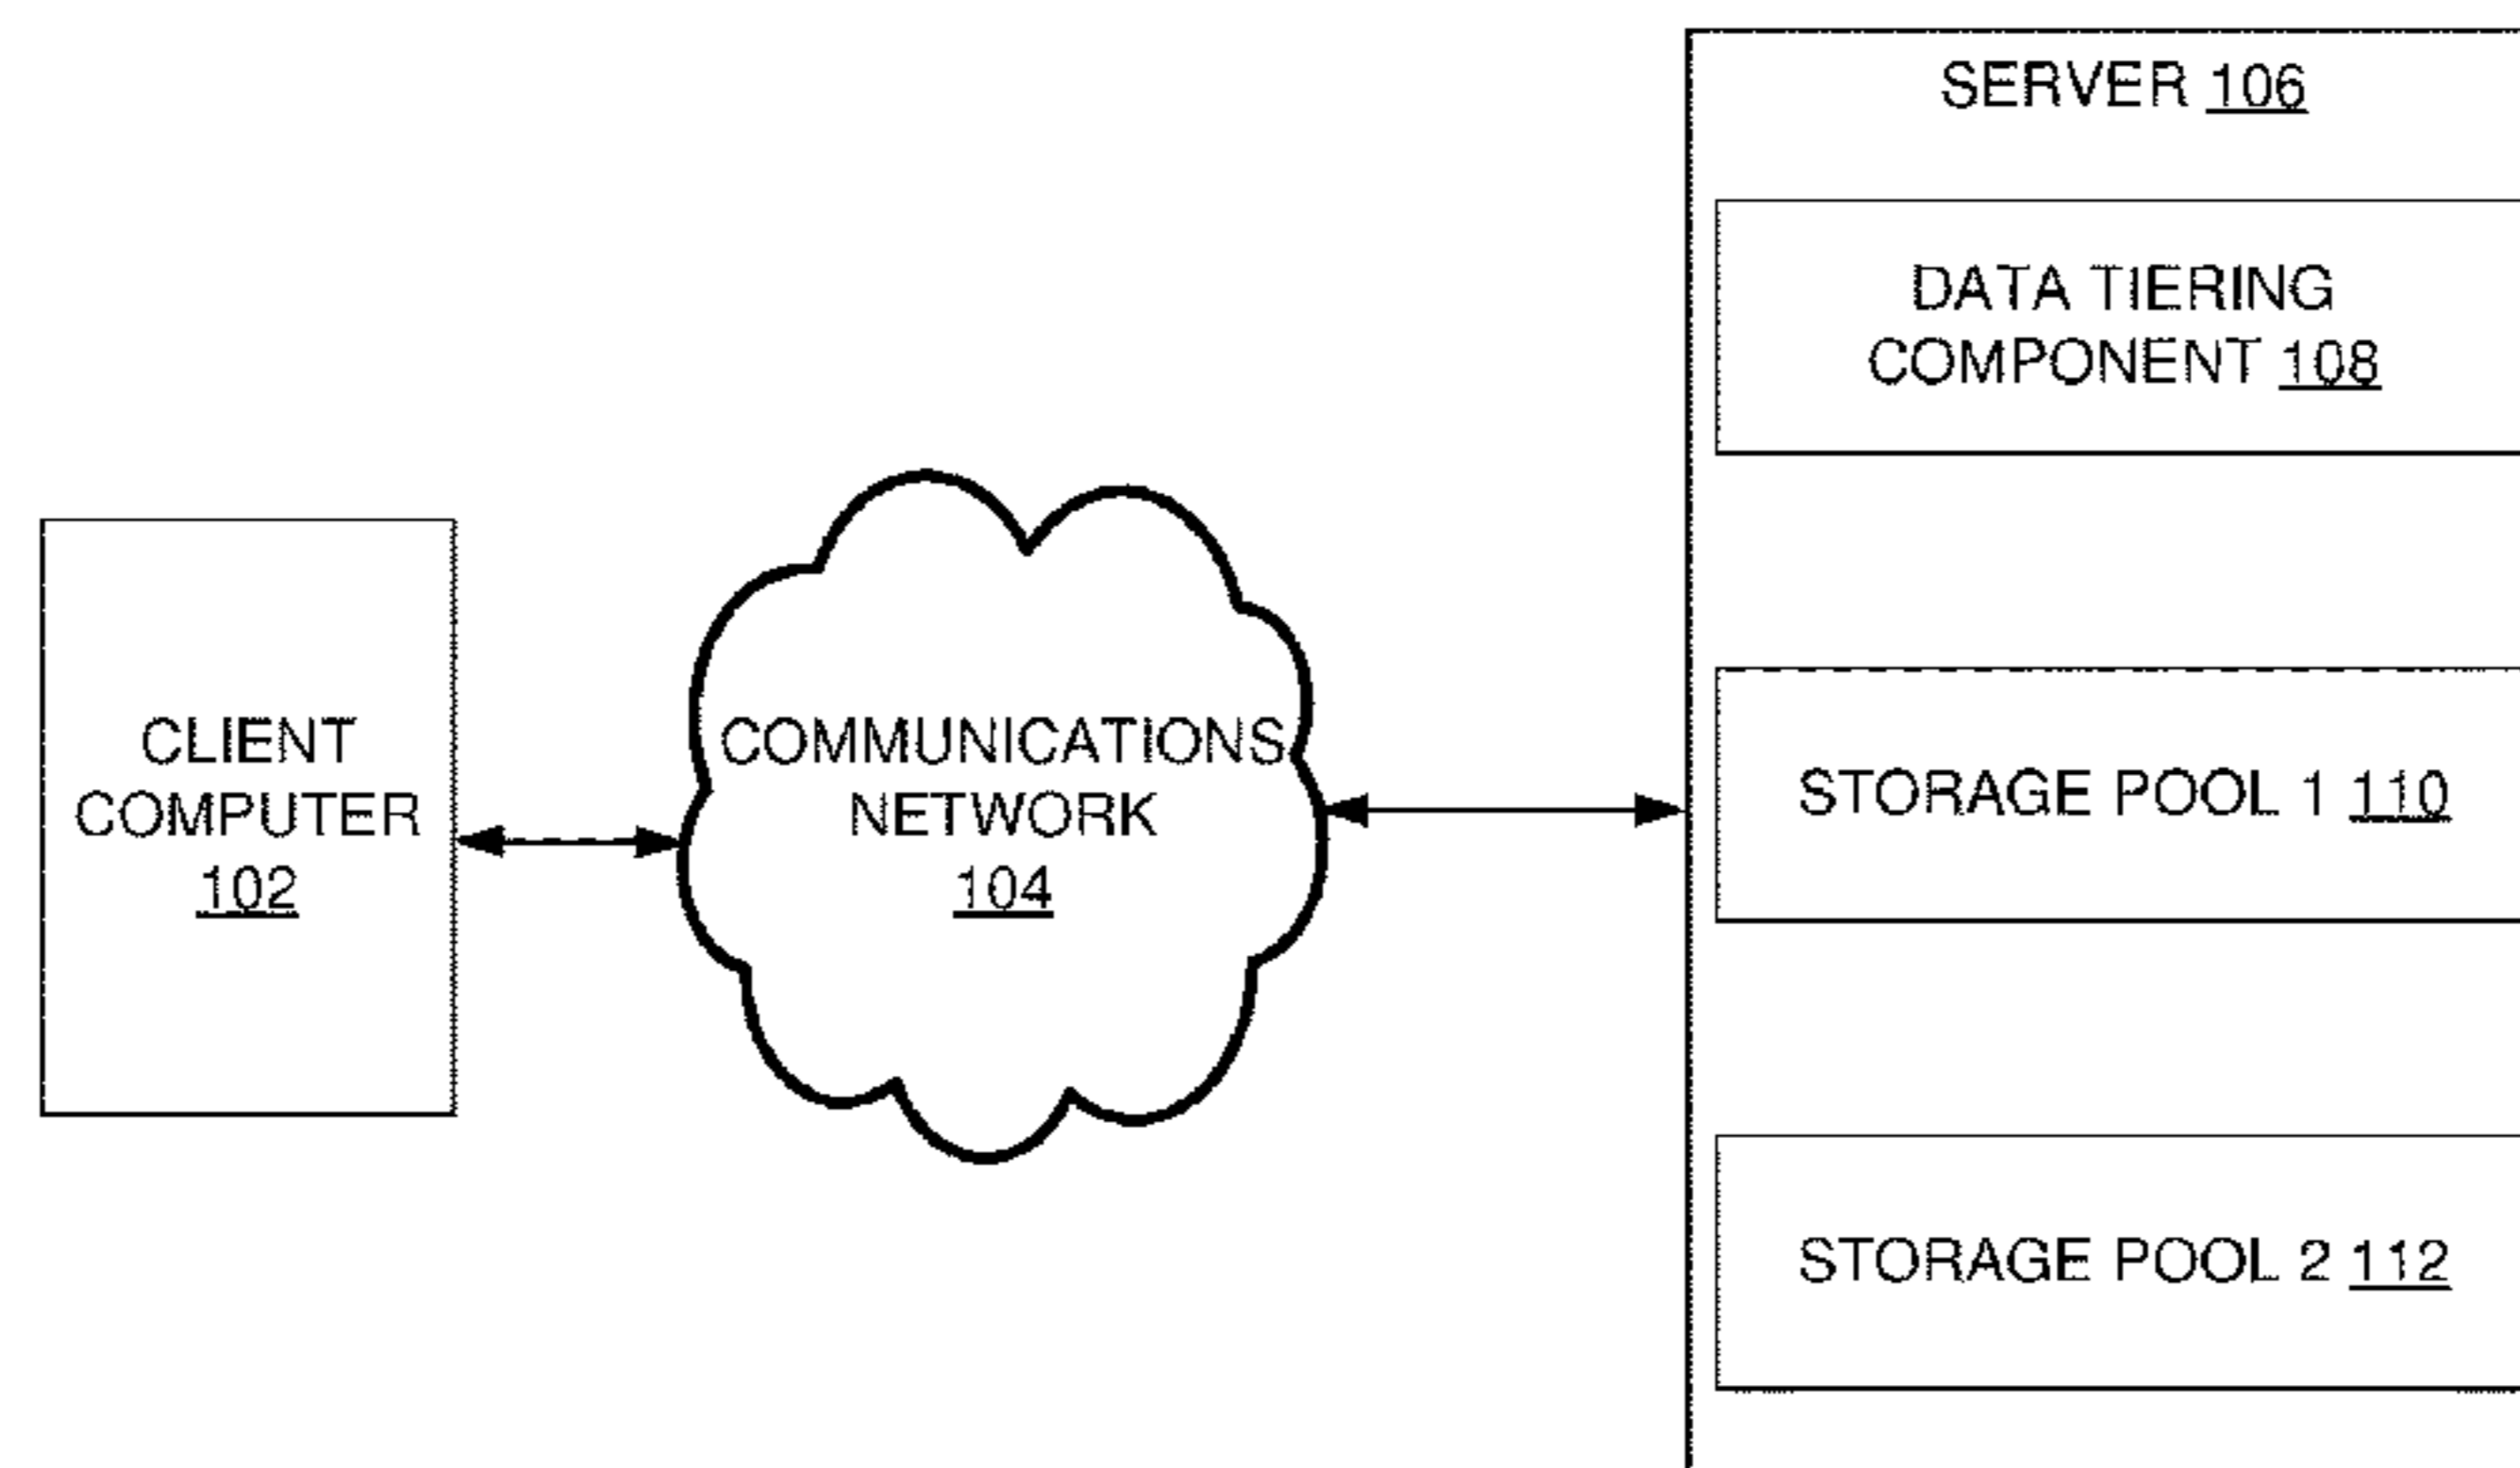 SERVER 106
DATA TIERING
COMPONENT 108
CLIENT
COMPUTER
102
COMMUNICATIONS
NETWORK
104
STORAGE POOL 1 110
STORAGE POOL 2 112